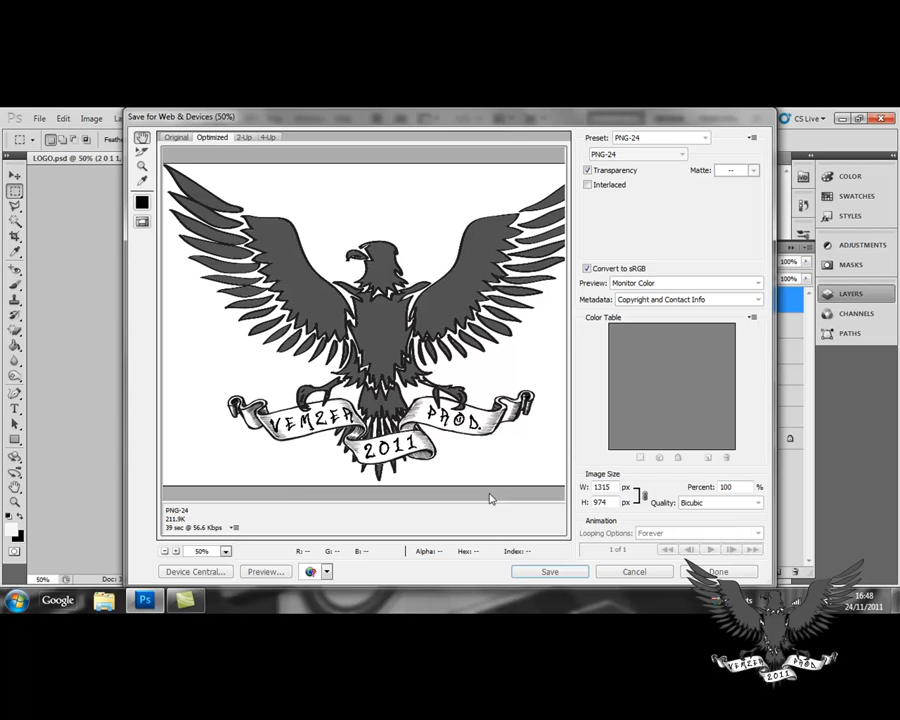 Save for Web & Devices (50%)
Ps File Edit Image
CS Live
Feathe
LOGO.psd @ 50% (2 0 1 1,
Original Optimized 2-Up 4-Up
Preset: PNG-24
PNG-24
Transparency Matte: --
Interlaced
Convert to sRGB
Preview: Monitor Color
Metadata: Copyright and Contact Info
Color Table
Image Size
W: 1315 px Percent: 100 %
H: 974 px Quality: Bicubic
Animation
Looping Options: Forever
1 of 1
VEMZER PROD.
2011
PNG-24
211.9K
39 sec @ 56.6 Kbps
50% R: -- G: -- B: -- Alpha: -- Hex: -- Index: --
Device Central... Preview... Save Cancel Done
COLOR
SWATCHES
STYLES
ADJUSTMENTS
MASKS
100%
100%
LAYERS
CHANNELS
PATHS
50% Doc:
Google Ps
16:48
24/11/2011
VEMZER PROD.
2011